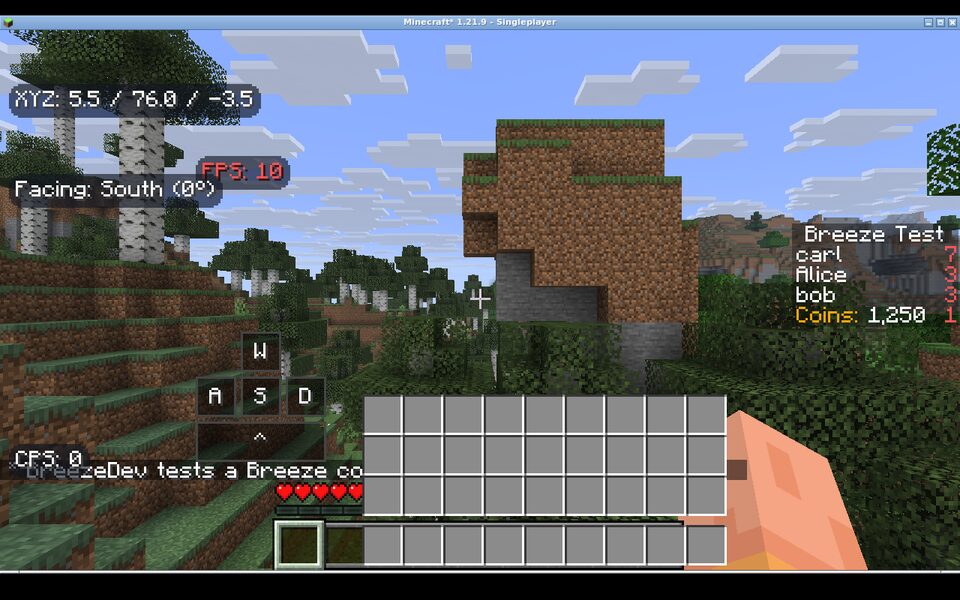 Minecraft* 1.21.9 - Singleplayer
XYZ: 5.5 / 76.0 / -3.5
FPS: 10
Facing: South (0°)
Breeze Test
carl 7
Alice 3
bob 3
Coins: 1,250 1
W
A S D
^
CPS: 0
BreezeDev tests a Breeze co